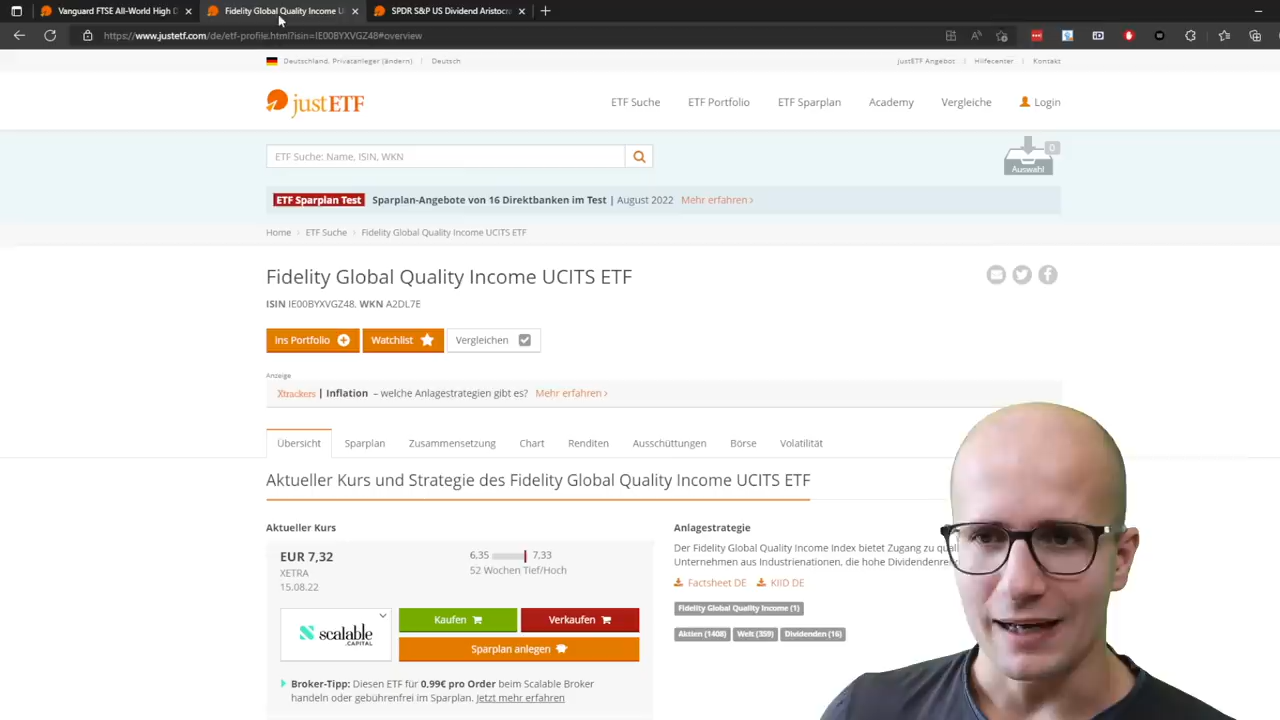 Vanguard FTSE All-World High D
Fidelity Global Quality Income U
SPDR S&P US Dividend Aristocr
https://www.justetf.com/de/etf-profile.html?isin=IE00BYXVGZ48#overview
Deutschland, Privatanleger (ändern) | Deutsch
justETF Angebot | Hilfecenter | Kontakt
justETF
ETF Suche
ETF Portfolio
ETF Sparplan
Academy
Vergleiche
Login
ETF Suche: Name, ISIN, WKN
0
Auswahl
ETF Sparplan Test Sparplan-Angebote von 16 Direktbanken im Test | August 2022 Mehr erfahren ›
Home › ETF Suche › Fidelity Global Quality Income UCITS ETF
Fidelity Global Quality Income UCITS ETF
ISIN IE00BYXVGZ48, WKN A2DL7E
Ins Portfolio
Watchlist
Vergleichen
Anzeige
Xtrackers | Inflation – welche Anlagestrategien gibt es? Mehr erfahren ›
Übersicht
Sparplan
Zusammensetzung
Chart
Renditen
Ausschüttungen
Börse
Volatilität
Aktueller Kurs und Strategie des Fidelity Global Quality Income UCITS ETF
Aktueller Kurs
EUR 7,32
XETRA
15.08.22
6,35 7,33
52 Wochen Tief/Hoch
scalable
CAPITAL
Kaufen
Verkaufen
Sparplan anlegen
Broker-Tipp: Diesen ETF für 0,99€ pro Order beim Scalable Broker
handeln oder gebührenfrei im Sparplan. Jetzt mehr erfahren
Anlagestrategie
Der Fidelity Global Quality Income Index bietet Zugang zu
Unternehmen aus Industrienationen, die hohe
Factsheet DE
KIID DE
Fidelity Global Quality Income (1)
Aktien (1408)
Welt (359)
Dividenden (16)